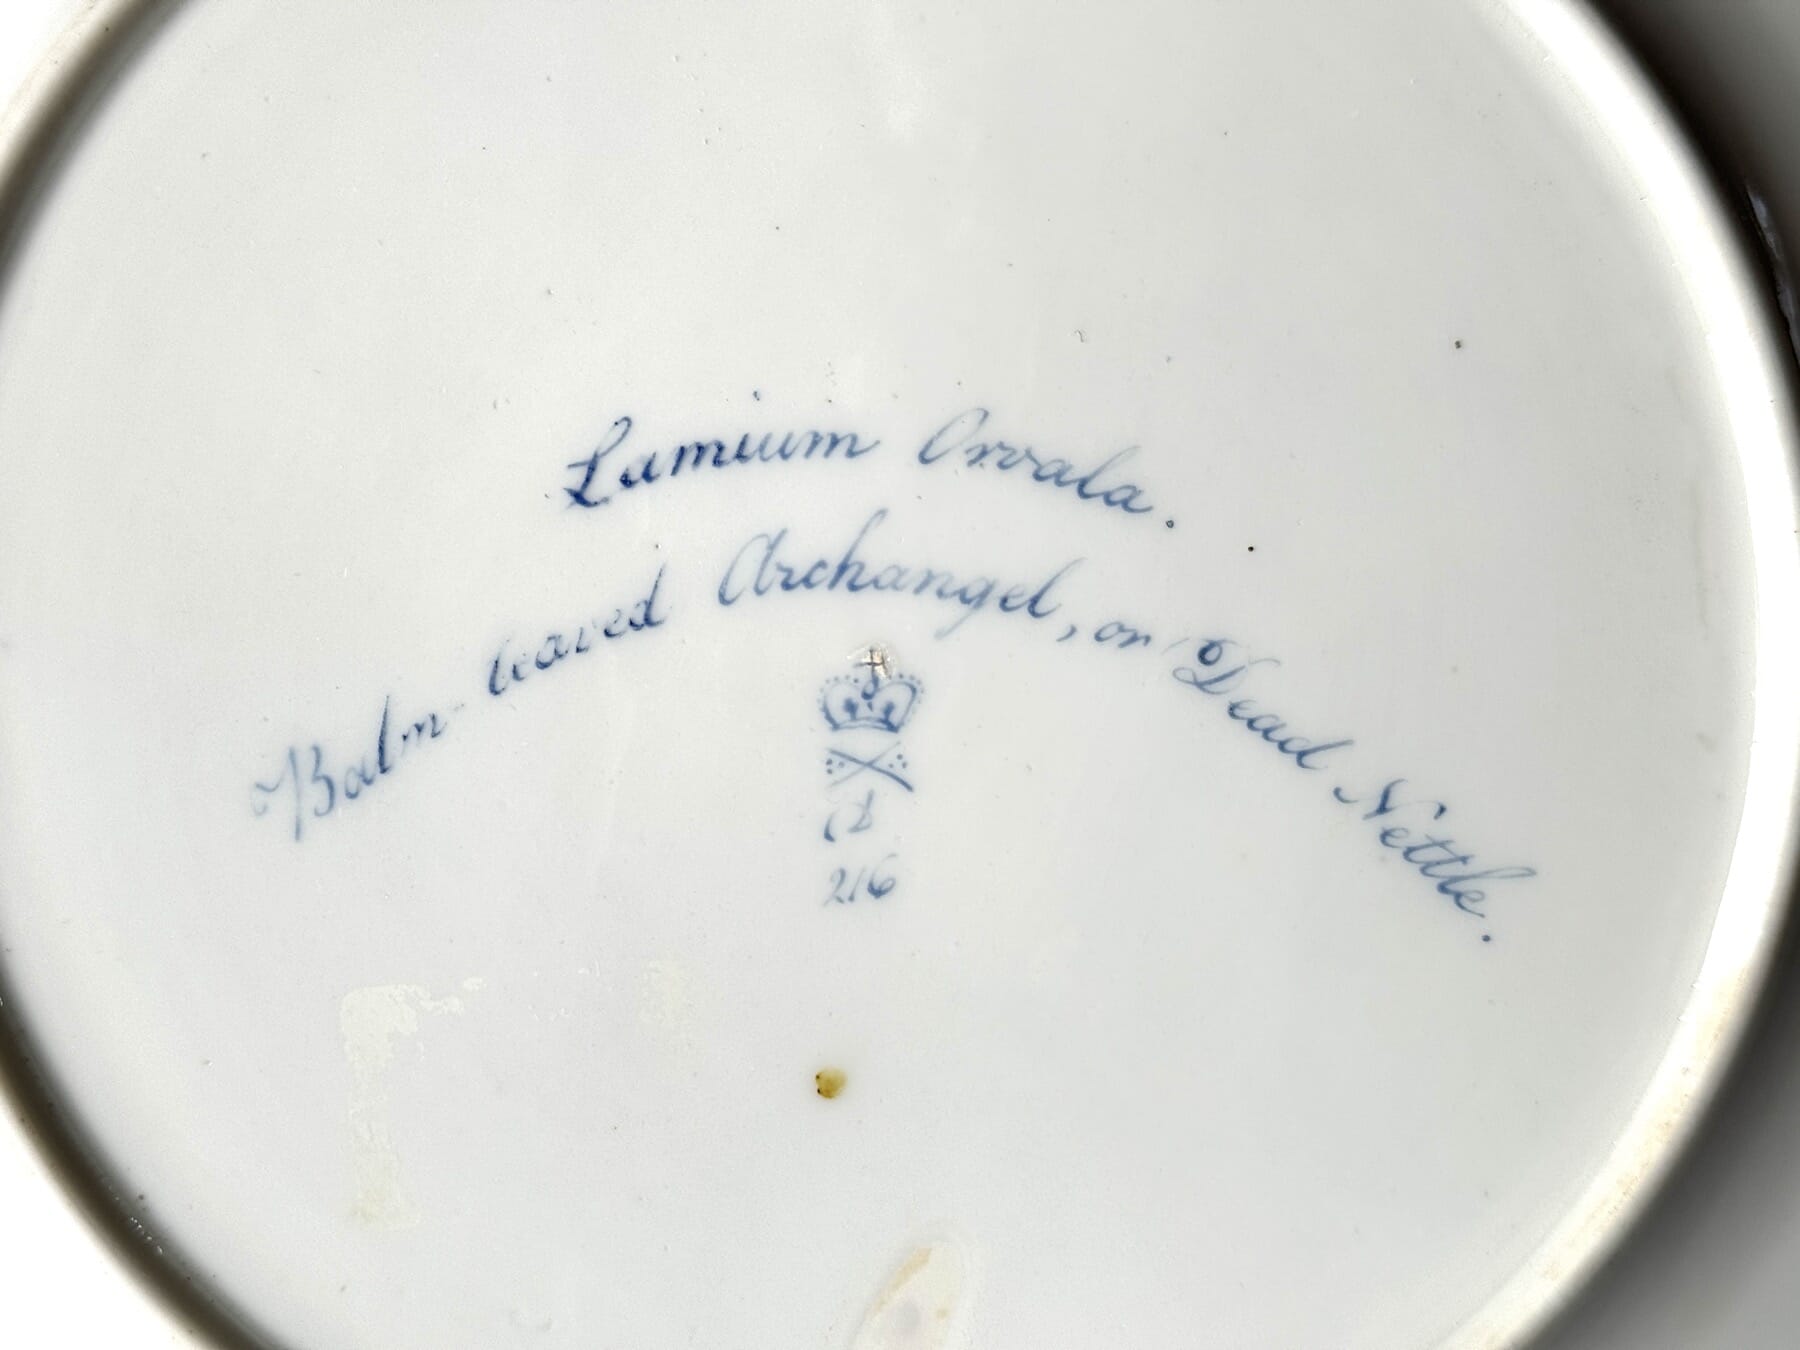 Lamium Orvala.
Balm-leaved Archangel, or Dead Nettle.
D
216